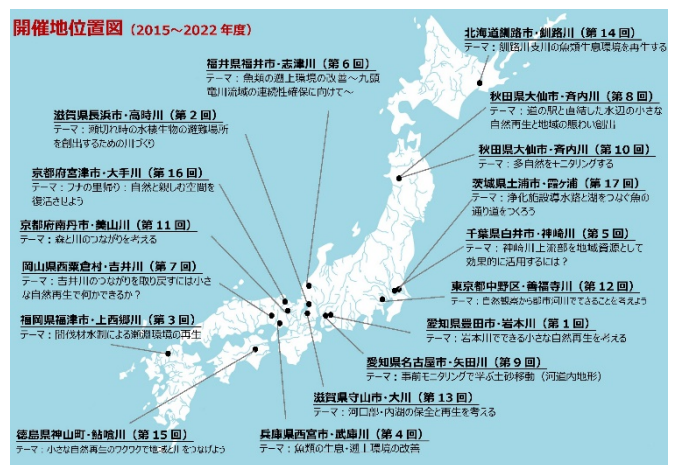 開催地位置図（2015～2022 年度）
北海道釧路市・釧路川（第 14 回）
テーマ：釧路川支川の魚類生息環境を再生する
福井県福井市・志津川（第 6 回）
テーマ：魚類の遡上環境の改善～九頭
竜川流域の連続性確保に向けて～
秋田県大仙市・斉内川（第 8 回）
テーマ：道の駅と直結した水辺の小さな
自然再生と地域の賑わい創出
滋賀県長浜市・高時川（第 2 回）
テーマ：瀬切れ時の水棲生物の避難場所
を創出するための川づくり
秋田県大仙市・斉内川（第 10 回）
テーマ：多自然をモニタリングする
京都府宮津市・大手川（第 16 回）
テーマ：フナの里帰り：自然と親しむ空間を
復活させよう
茨城県土浦市・霞ヶ浦（第 17 回）
テーマ：浄化施設導水路と湖をつなぐ魚の
通り道をつくろう
京都府南丹市・美山川（第 11 回）
テーマ：森と川のつながりを考える
千葉県白井市・神崎川（第 5 回）
テーマ：神崎川上流部を地域資源として
効果的に活用するには？
岡山県西粟倉村・吉井川（第 7 回）
テーマ：吉井川のつながりを取り戻すには小さ
な自然再生で何かできるか？
東京都中野区・善福寺川（第 12 回）
テーマ：自然観察から都市河川でできることを考えよう
福岡県福津市・上西郷川（第 3 回）
テーマ：間伐材水制による瀬淵環境の再生
愛知県豊田市・岩本川（第 1 回）
テーマ：岩本川でできる小さな自然再生を考える
愛知県名古屋市・矢田川（第 9 回）
テーマ：事前モニタリングで学ぶ土砂移動（河道内地形）
滋賀県守山市・大川（第 13 回）
テーマ：河口部・内湖の保全と再生を考える
徳島県神山町・鮎喰川（第 15 回）
テーマ：小さな自然再生のワクワクで地域と川をつなげよう
兵庫県西宮市・武庫川（第 4 回）
テーマ：魚類の生息・遡上環境の改善